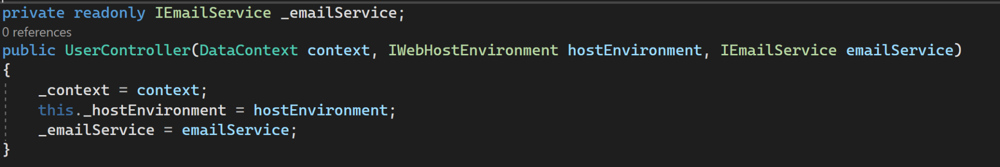 private readonly IEmailService _emailService;
0 references
public UserController(DataContext context, IWebHostEnvironment hostEnvironment, IEmailService emailService)
{
    _context = context;
    this._hostEnvironment = hostEnvironment;
    _emailService = emailService;
}